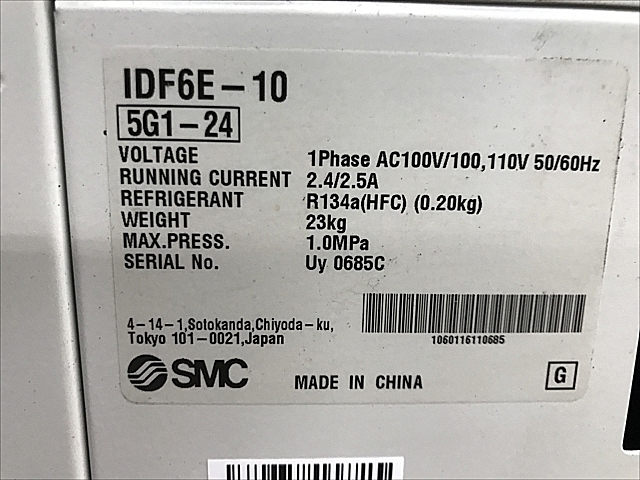 IDF6E-10
5G1-24
VOLTAGE 1Phase AC100V/100,110V 50/60Hz
RUNNING CURRENT 2.4/2.5A
REFRIGERANT R134a(HFC) (0.20kg)
WEIGHT 23kg
MAX.PRESS. 1.0MPa
SERIAL No. Uy 0685C
4-14-1,Sotokanda,Chiyoda-ku,
Tokyo 101-0021,Japan
1060116110685
SMC MADE IN CHINA G